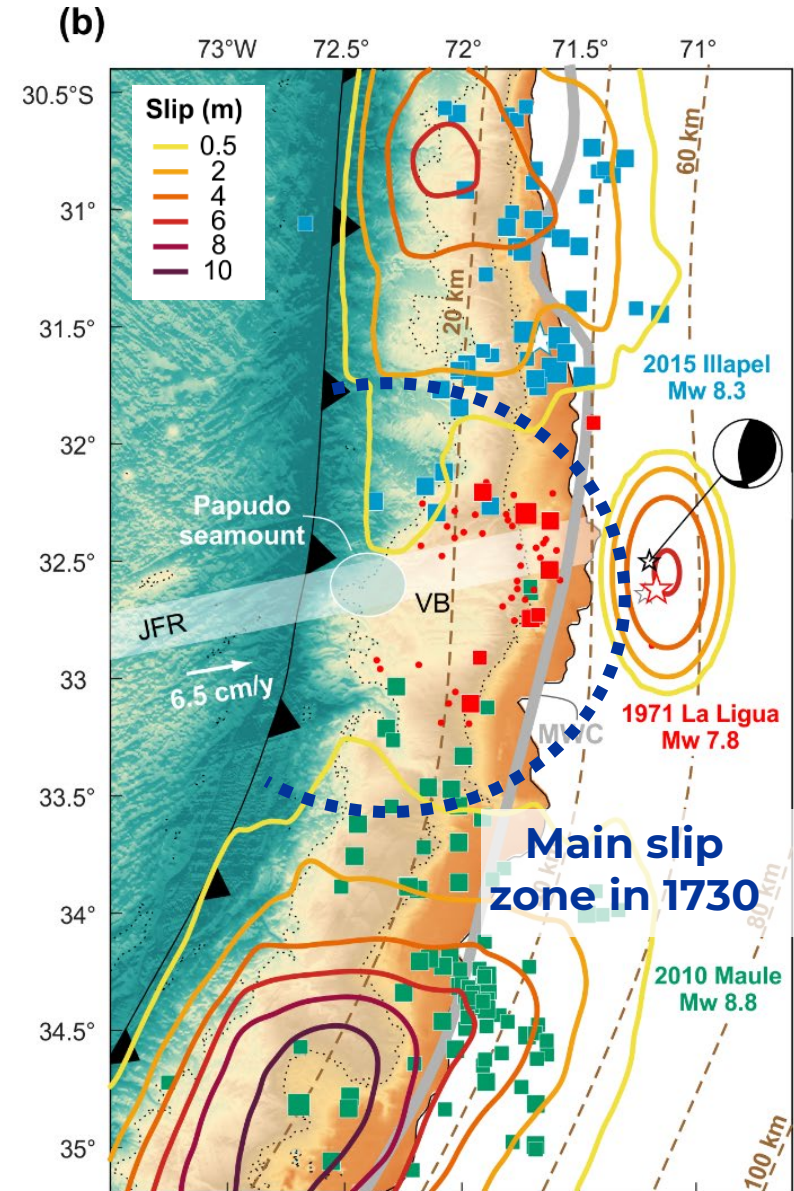 (b)
73°W 72.5° 72° 71.5° 71°
30.5°S
Slip (m)
0.5
2
4
6
8
10
60 km
31°
20 km
31.5°
2015 Illapel
Mw 8.3
32°
Papudo
seamount
32.5°
VB
JFR
6.5 cm/y
33°
1971 La Ligua
Mw 7.8
MWC
33.5°
Main slip
zone in 1730
80 km
34°
2010 Maule
Mw 8.8
34.5°
35°
100 km